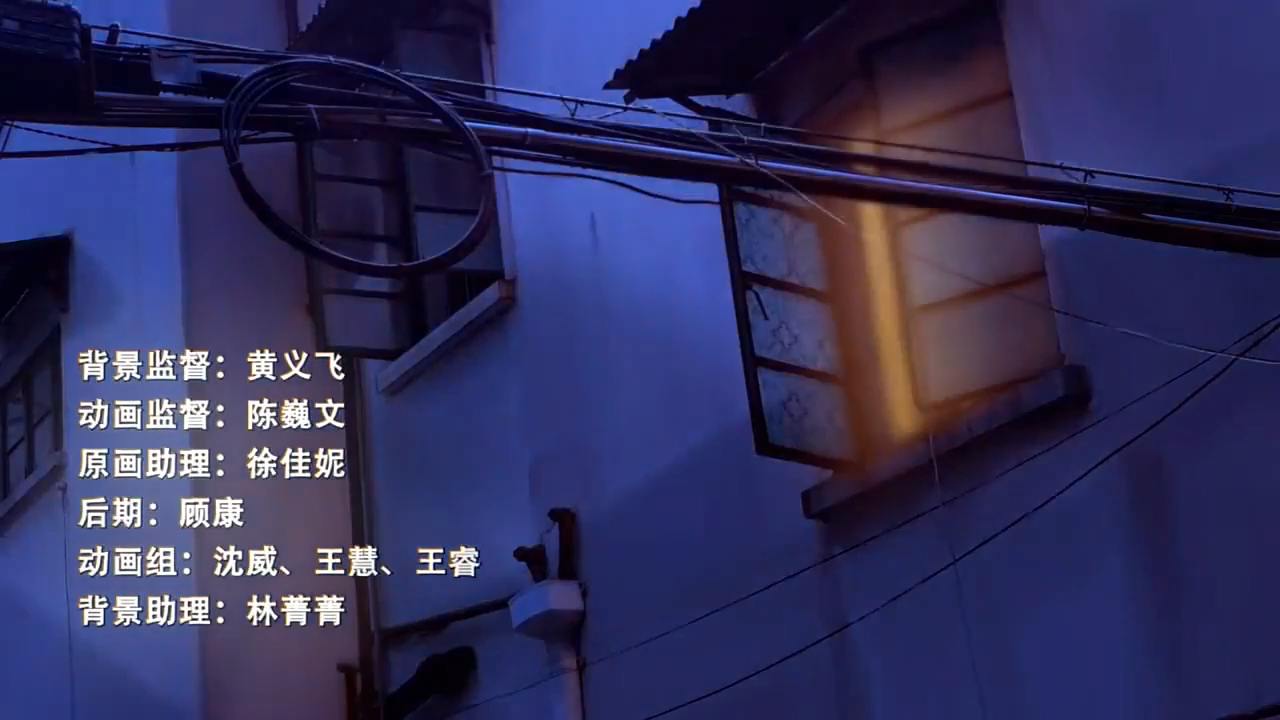 背景监督：黄义飞
动画监督：陈巍文
原画助理：徐佳妮
后期：顾康
动画组：沈威、王慧、王睿
背景助理：林菁菁